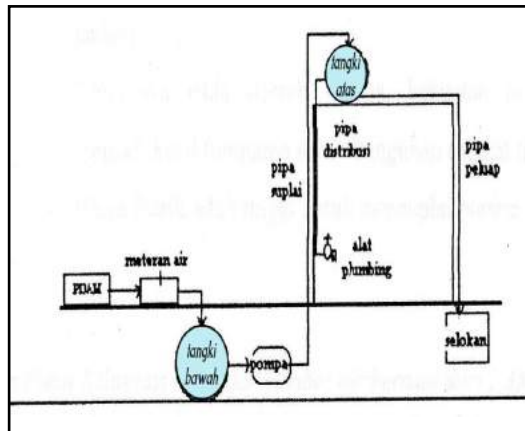 tangki
atas
pipa
distribusi
pipa
suplai
pipa
peluap
alat
plumbing
meteran air
PDAM
tangki
bawah
pompa
selokan